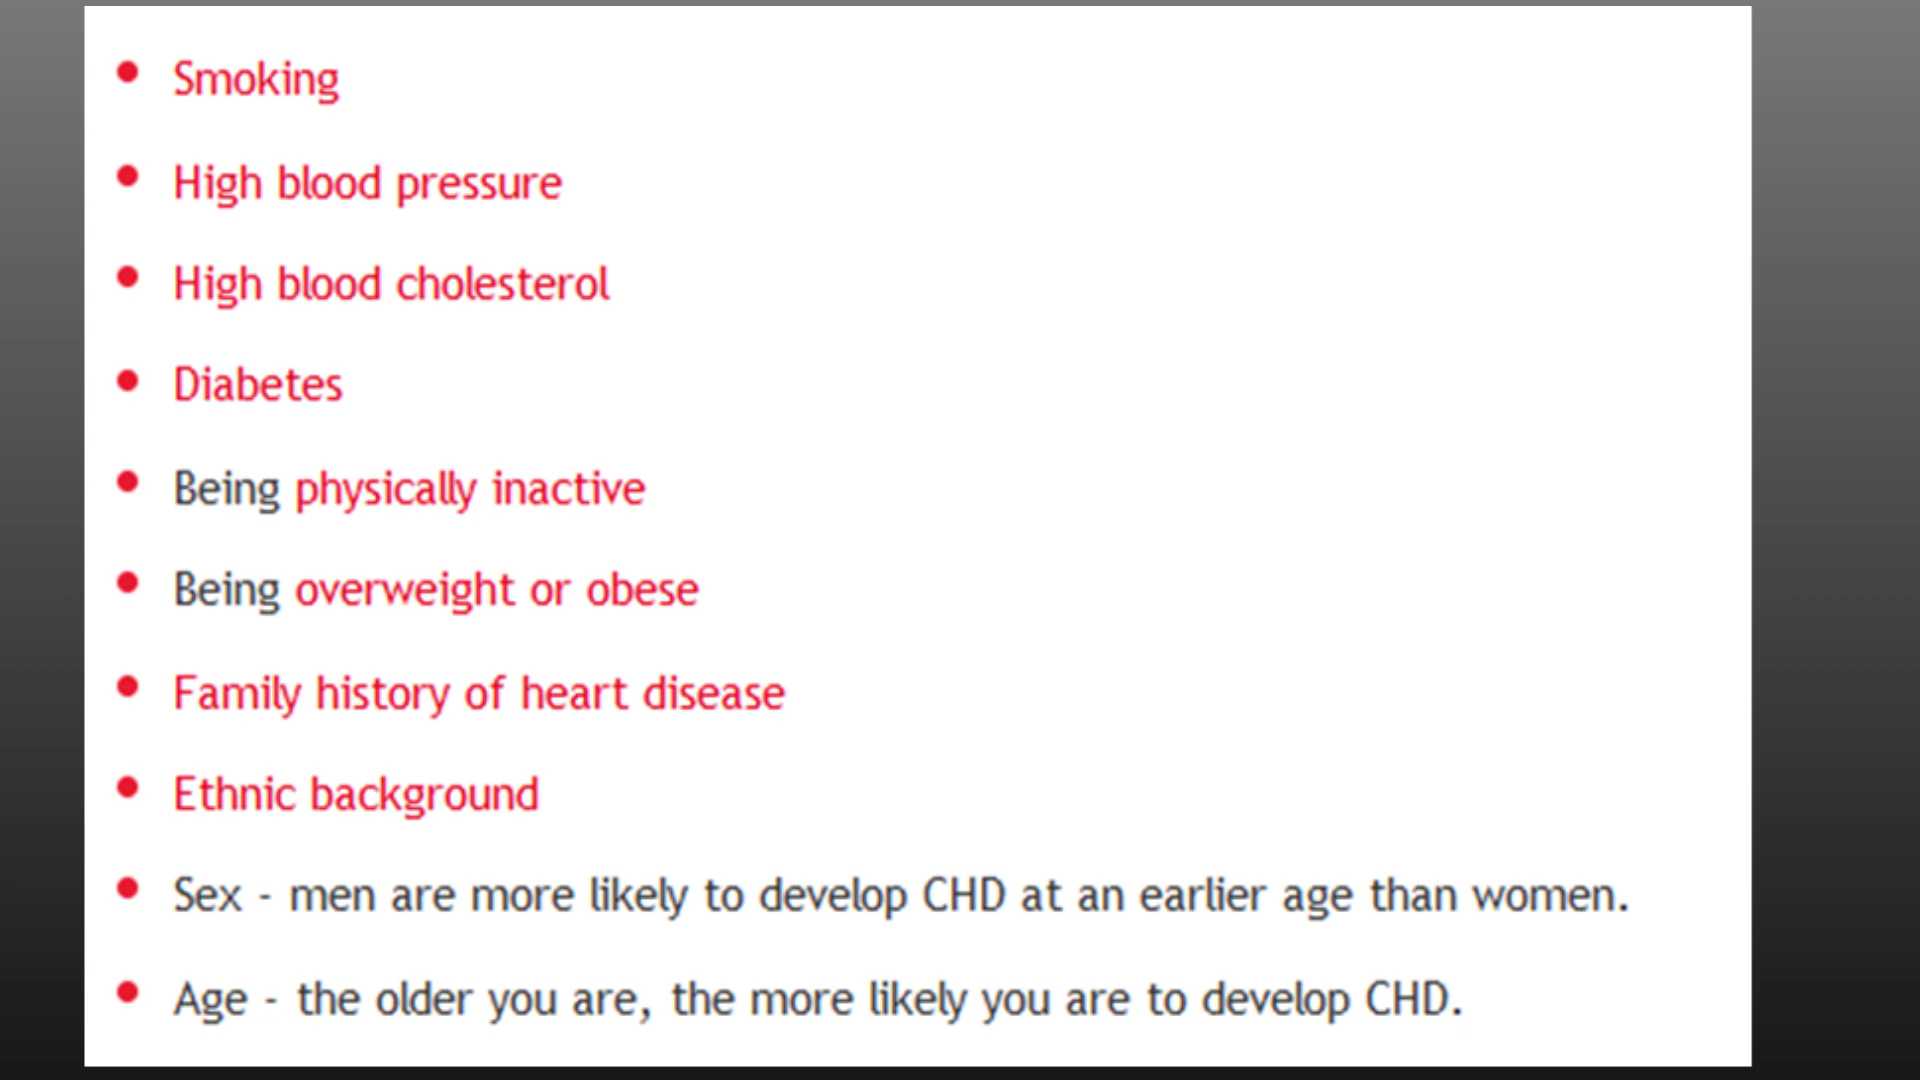 • Smoking
• High blood pressure
• High blood cholesterol
• Diabetes
• Being physically inactive
• Being overweight or obese
• Family history of heart disease
• Ethnic background
• Sex - men are more likely to develop CHD at an earlier age than women.
• Age - the older you are, the more likely you are to develop CHD.